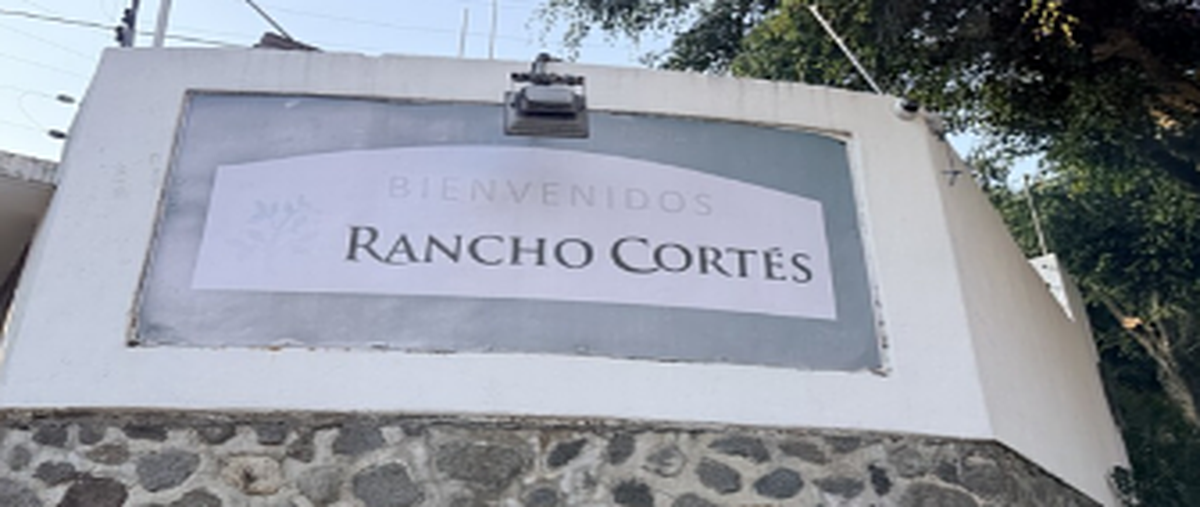 BIENVENIDOS
RANCHO CORTÉS